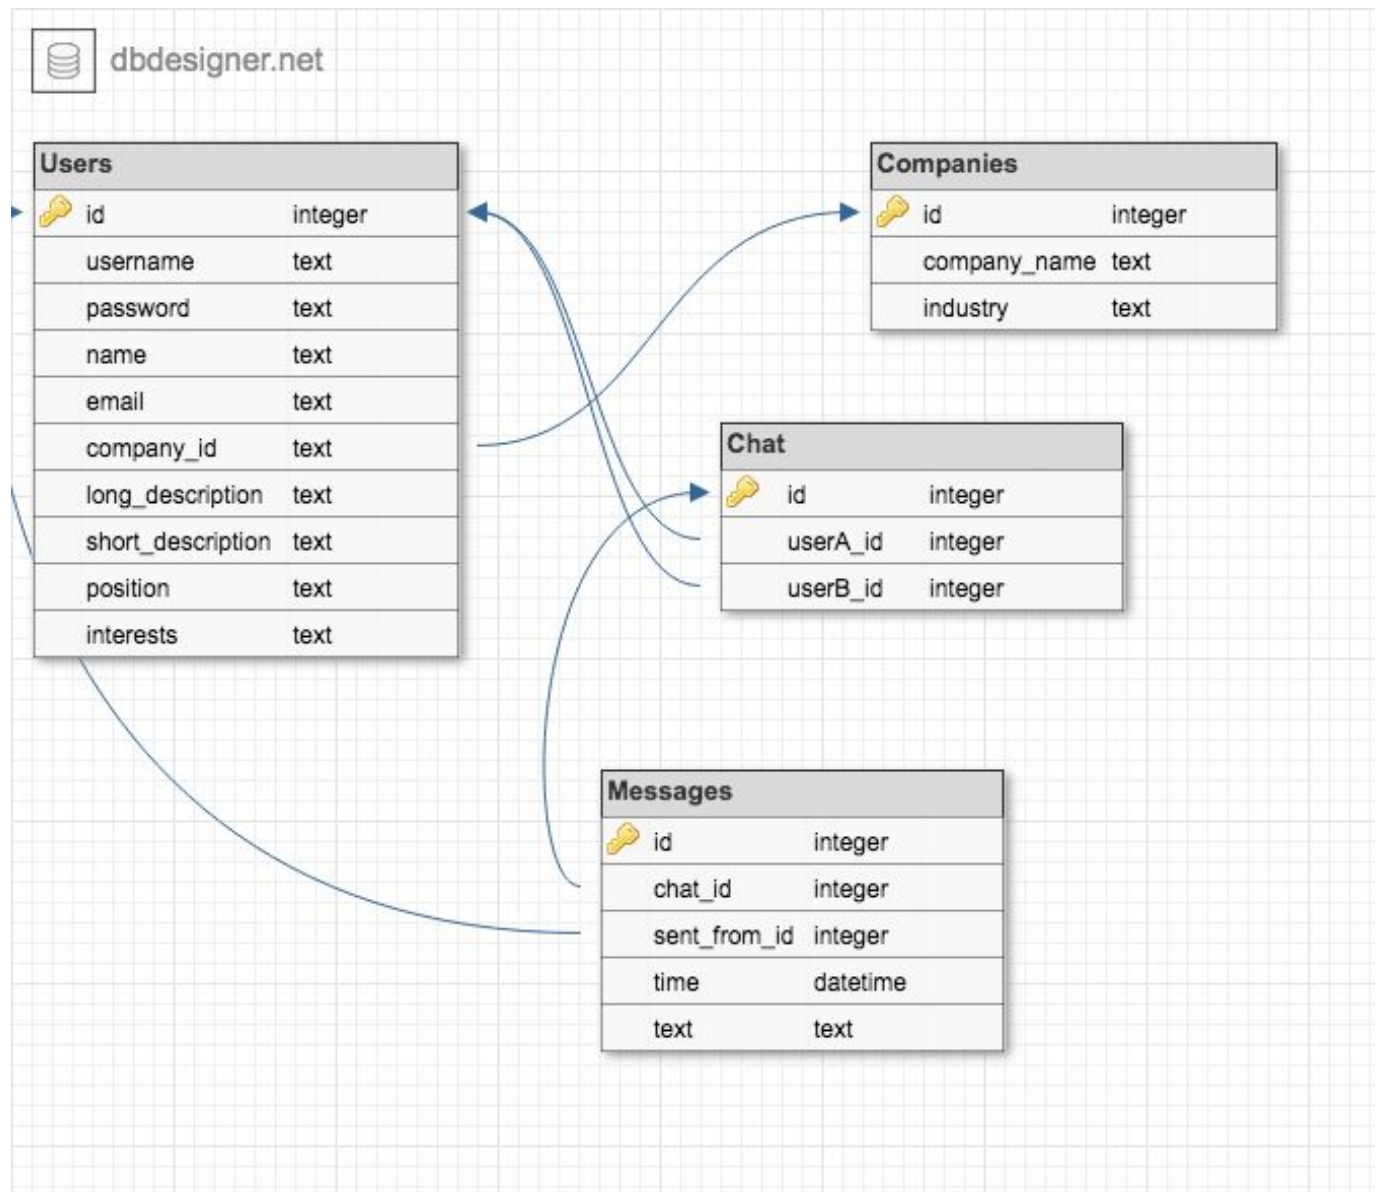 dbdesigner.net
Users
id integer
username text
password text
name text
email text
company_id text
long_description text
short_description text
position text
interests text
Companies
id integer
company_name text
industry text
Chat
id integer
userA_id integer
userB_id integer
Messages
id integer
chat_id integer
sent_from_id integer
time datetime
text text